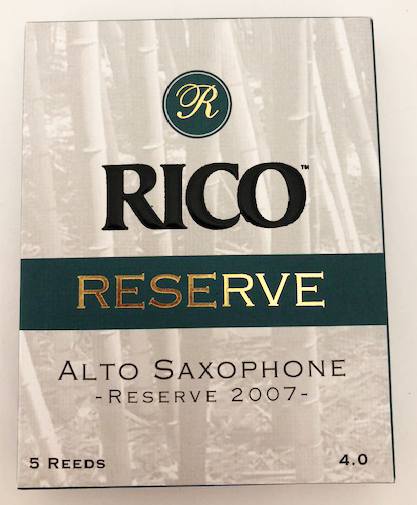 R
RICO™
RESERVE
ALTO SAXOPHONE
-RESERVE 2007-
5 REEDS 4.0